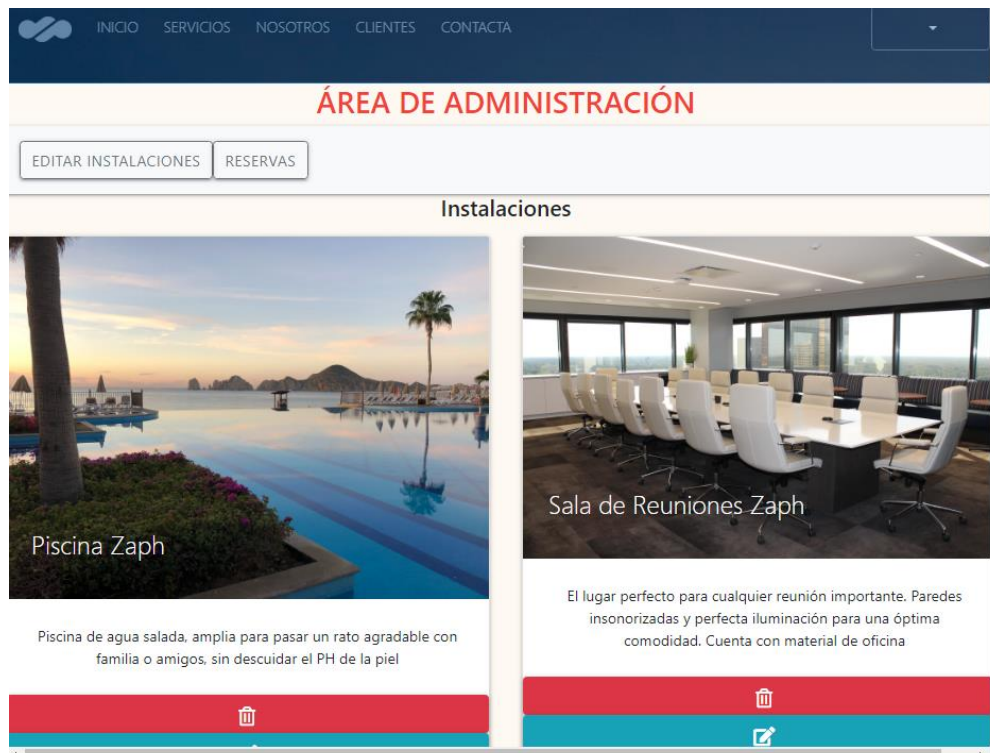 INICIO SERVICIOS NOSOTROS CLIENTES CONTACTA
ÁREA DE ADMINISTRACIÓN
EDITAR INSTALACIONES RESERVAS
Instalaciones
Piscina Zaph
Piscina de agua salada, amplia para pasar un rato agradable con
familia o amigos, sin descuidar el PH de la piel
Sala de Reuniones Zaph
El lugar perfecto para cualquier reunión importante. Paredes
insonorizadas y perfecta iluminación para una óptima
comodidad. Cuenta con material de oficina